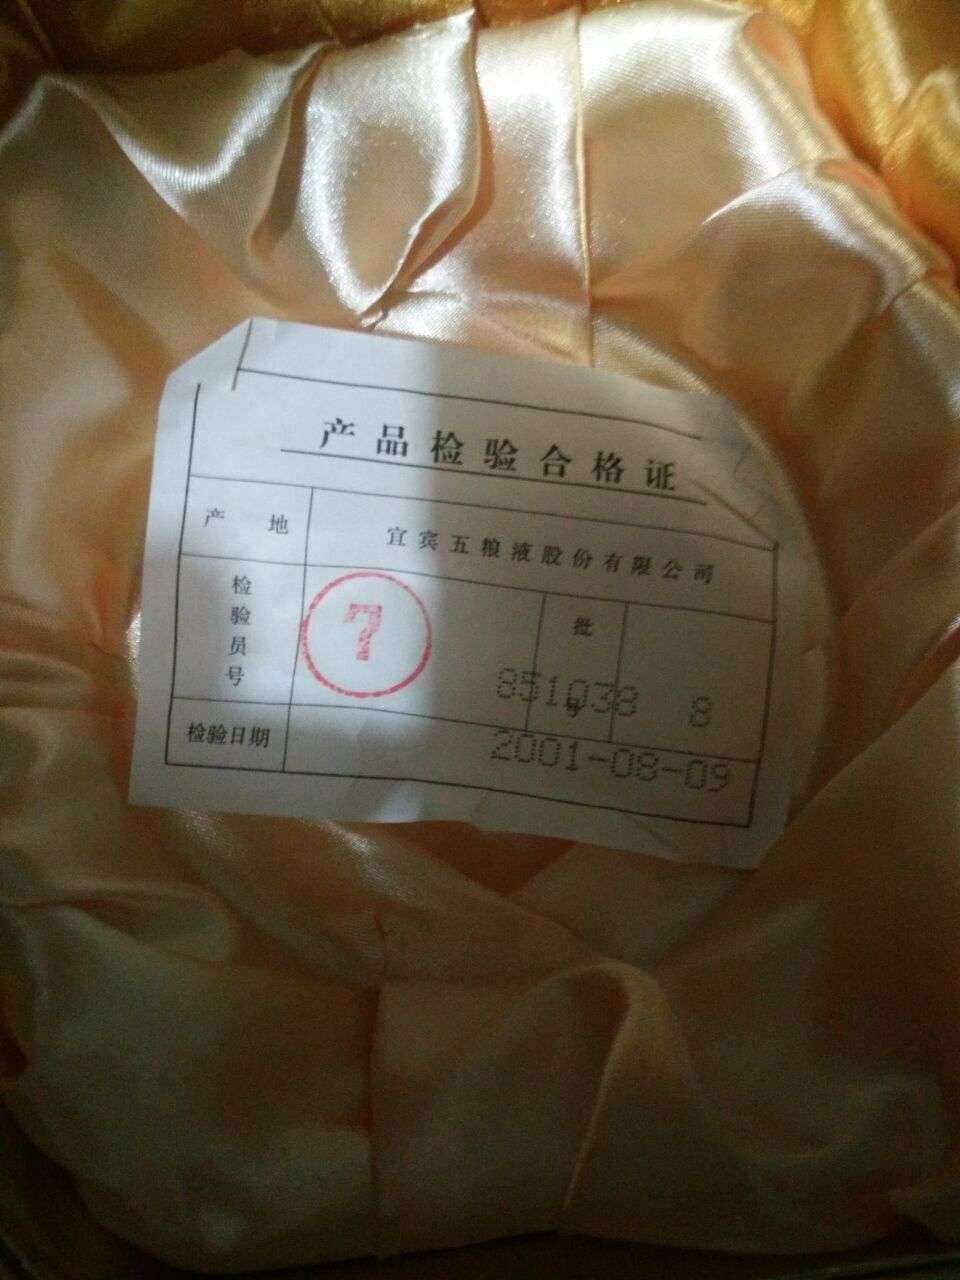 产品检验合格证
产 地 宜宾五粮液股份有限公司
检验员号 7 批号 851038 8
检验日期 2001-08-09